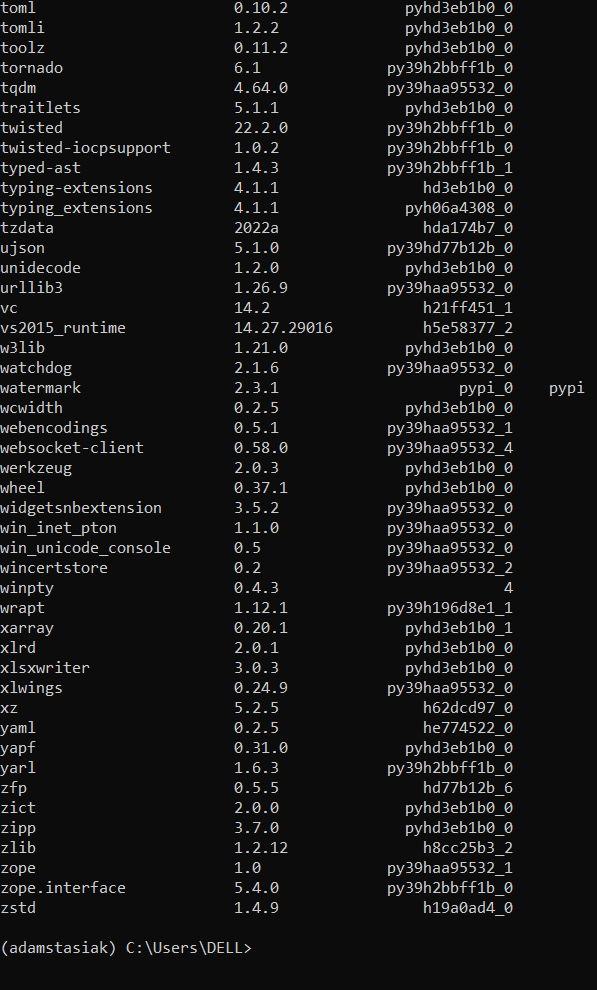 toml 0.10.2 pyhd3eb1b0_0
tomli 1.2.2 pyhd3eb1b0_0
toolz 0.11.2 pyhd3eb1b0_0
tornado 6.1 py39h2bbff1b_0
tqdm 4.64.0 py39haa95532_0
traitlets 5.1.1 pyhd3eb1b0_0
twisted 22.2.0 py39h2bbff1b_0
twisted-iocpsupport 1.0.2 py39h2bbff1b_0
typed-ast 1.4.3 py39h2bbff1b_1
typing-extensions 4.1.1 hd3eb1b0_0
typing_extensions 4.1.1 pyh06a4308_0
tzdata 2022a hda174b7_0
ujson 5.1.0 py39hd77b12b_0
unidecode 1.2.0 pyhd3eb1b0_0
urllib3 1.26.9 py39haa95532_0
vc 14.2 h21ff451_1
vs2015_runtime 14.27.29016 h5e58377_2
w3lib 1.21.0 pyhd3eb1b0_0
watchdog 2.1.6 py39haa95532_0
watermark 2.3.1 pypi_0 pypi
wcwidth 0.2.5 pyhd3eb1b0_0
webencodings 0.5.1 py39haa95532_1
websocket-client 0.58.0 py39haa95532_4
werkzeug 2.0.3 pyhd3eb1b0_0
wheel 0.37.1 pyhd3eb1b0_0
widgetsnbextension 3.5.2 py39haa95532_0
win_inet_pton 1.1.0 py39haa95532_0
win_unicode_console 0.5 py39haa95532_0
wincertstore 0.2 py39haa95532_2
winpty 0.4.3 4
wrapt 1.12.1 py39h196d8e1_1
xarray 0.20.1 pyhd3eb1b0_1
xlrd 2.0.1 pyhd3eb1b0_0
xlsxwriter 3.0.3 pyhd3eb1b0_0
xlwings 0.24.9 py39haa95532_0
xz 5.2.5 h62dcd97_0
yaml 0.2.5 he774522_0
yapf 0.31.0 pyhd3eb1b0_0
yarl 1.6.3 py39h2bbff1b_0
zfp 0.5.5 hd77b12b_6
zict 2.0.0 pyhd3eb1b0_0
zipp 3.7.0 pyhd3eb1b0_0
zlib 1.2.12 h8cc25b3_2
zope 1.0 py39haa95532_1
zope.interface 5.4.0 py39h2bbff1b_0
zstd 1.4.9 h19a0ad4_0
(adamstasiak) C:\Users\DELL>